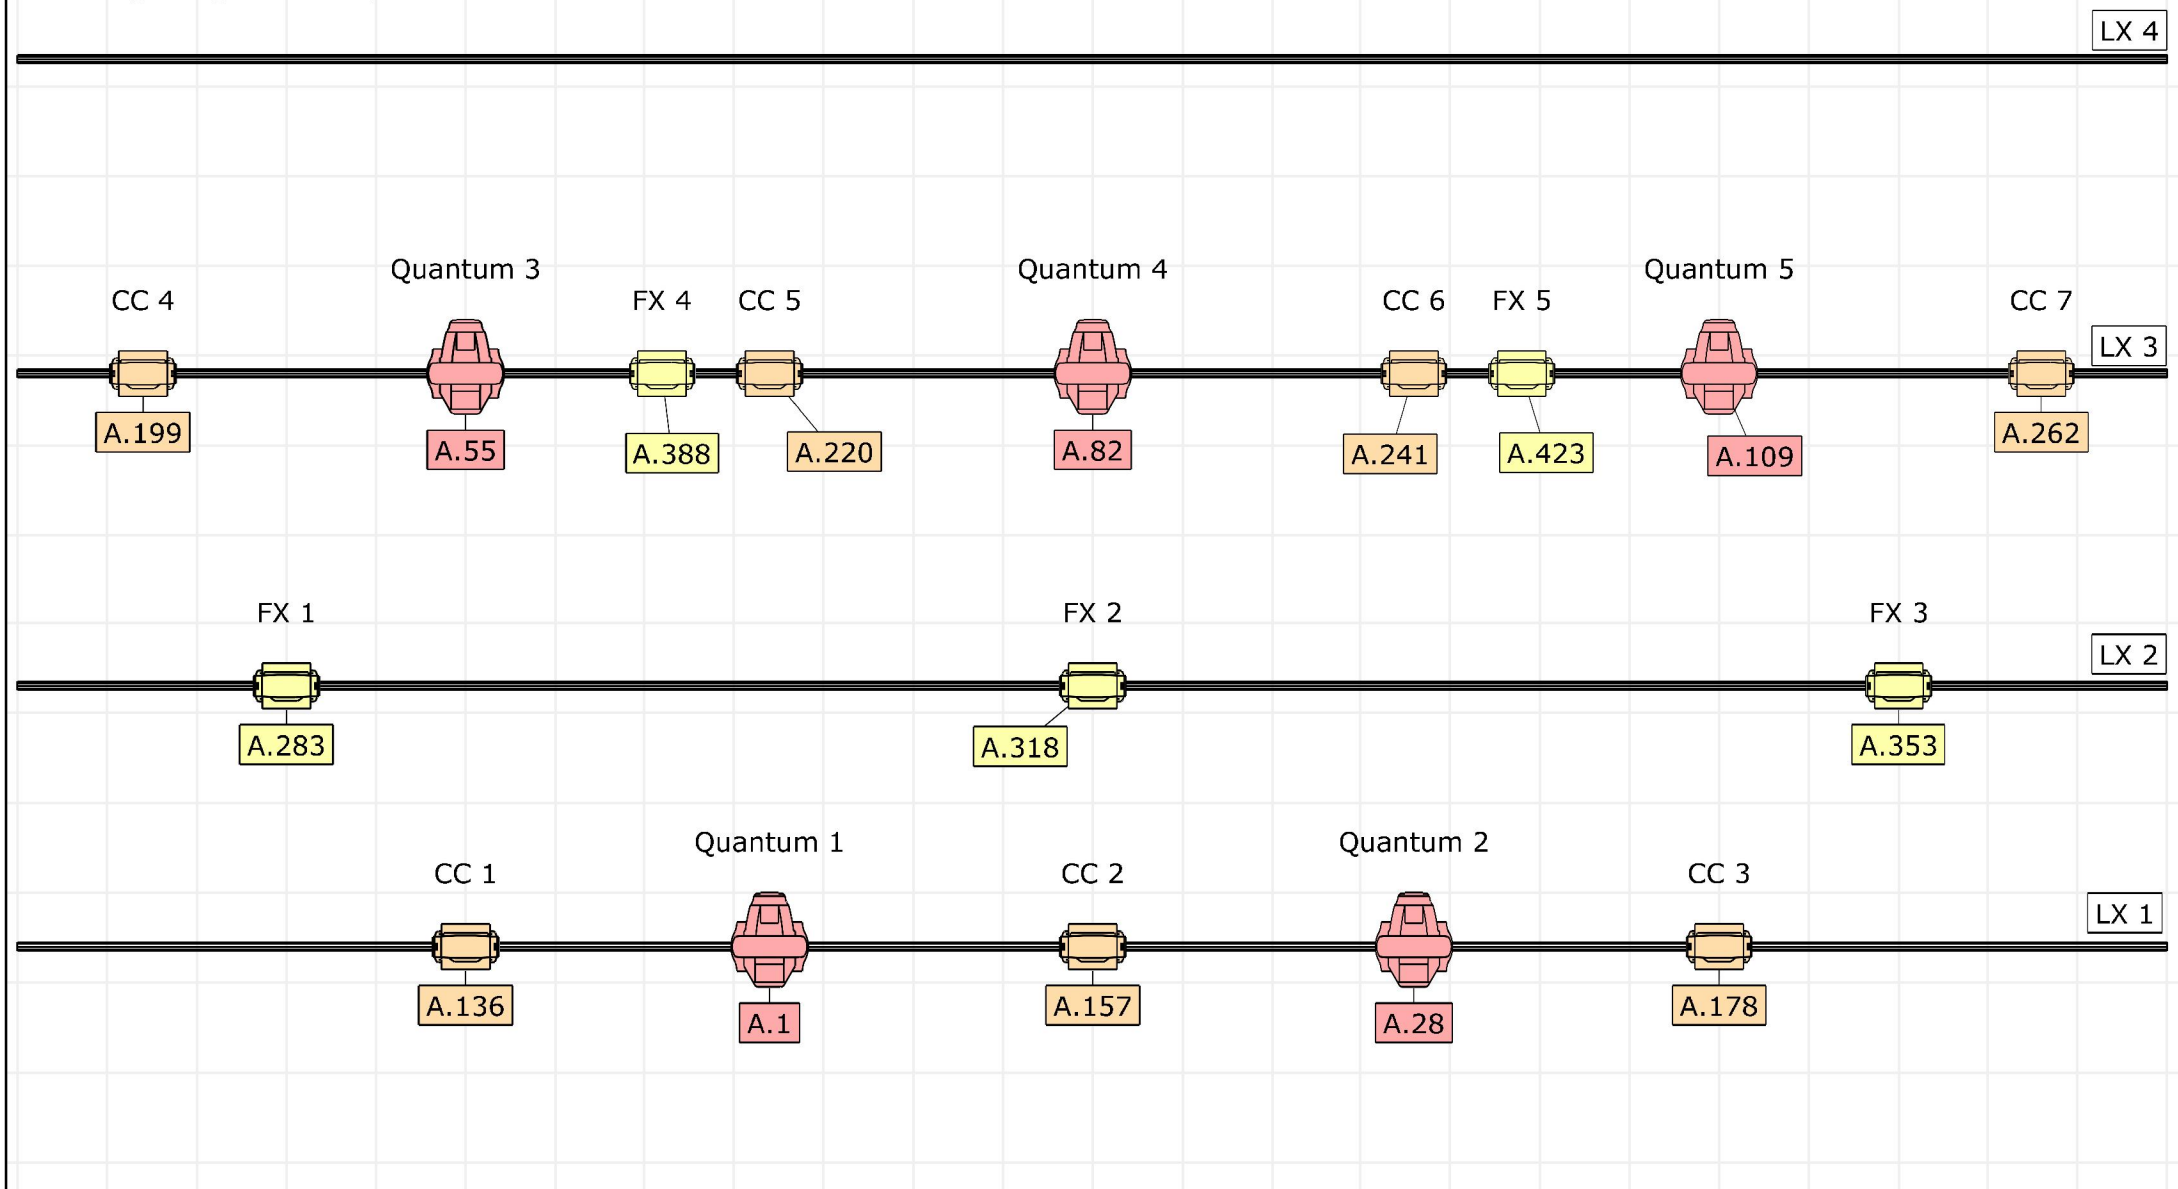 LX 4
Quantum 3
Quantum 4
Quantum 5
CC 4
FX 4
CC 5
CC 6
FX 5
CC 7
LX 3
A.199
A.55
A.388
A.220
A.82
A.241
A.423
A.109
A.262
FX 1
FX 2
FX 3
LX 2
A.283
A.318
A.353
Quantum 1
Quantum 2
CC 1
CC 2
CC 3
LX 1
A.136
A.1
A.157
A.28
A.178